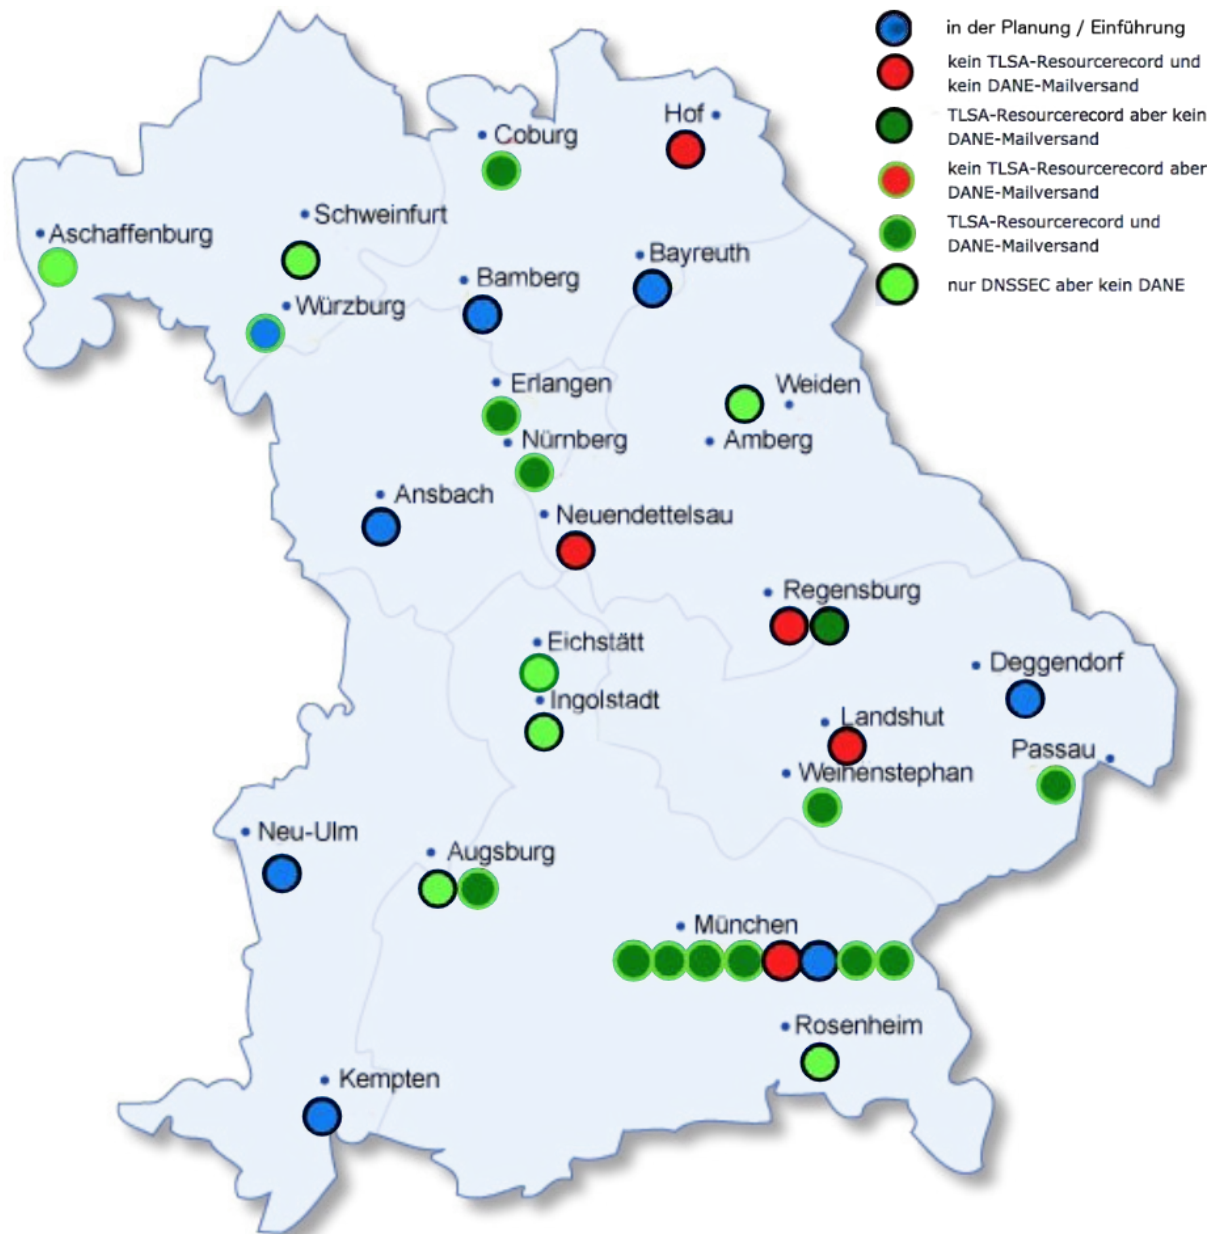 in der Planung / Einführung
kein TLSA-Resourcerecord und
kein DANE-Mailversand
TLSA-Resourcerecord aber kein
DANE-Mailversand
kein TLSA-Resourcerecord aber
DANE-Mailversand
TLSA-Resourcerecord und
DANE-Mailversand
nur DNSSEC aber kein DANE
Hof
Coburg
Schweinfurt
Aschaffenburg
Bayreuth
Bamberg
Würzburg
Erlangen
Weiden
Nürnberg
Amberg
Ansbach
Neuendettelsau
Regensburg
Eichstätt
Deggendorf
Ingolstadt
Landshut
Passau
Weihenstephan
Neu-Ulm
Augsburg
München
Rosenheim
Kempten